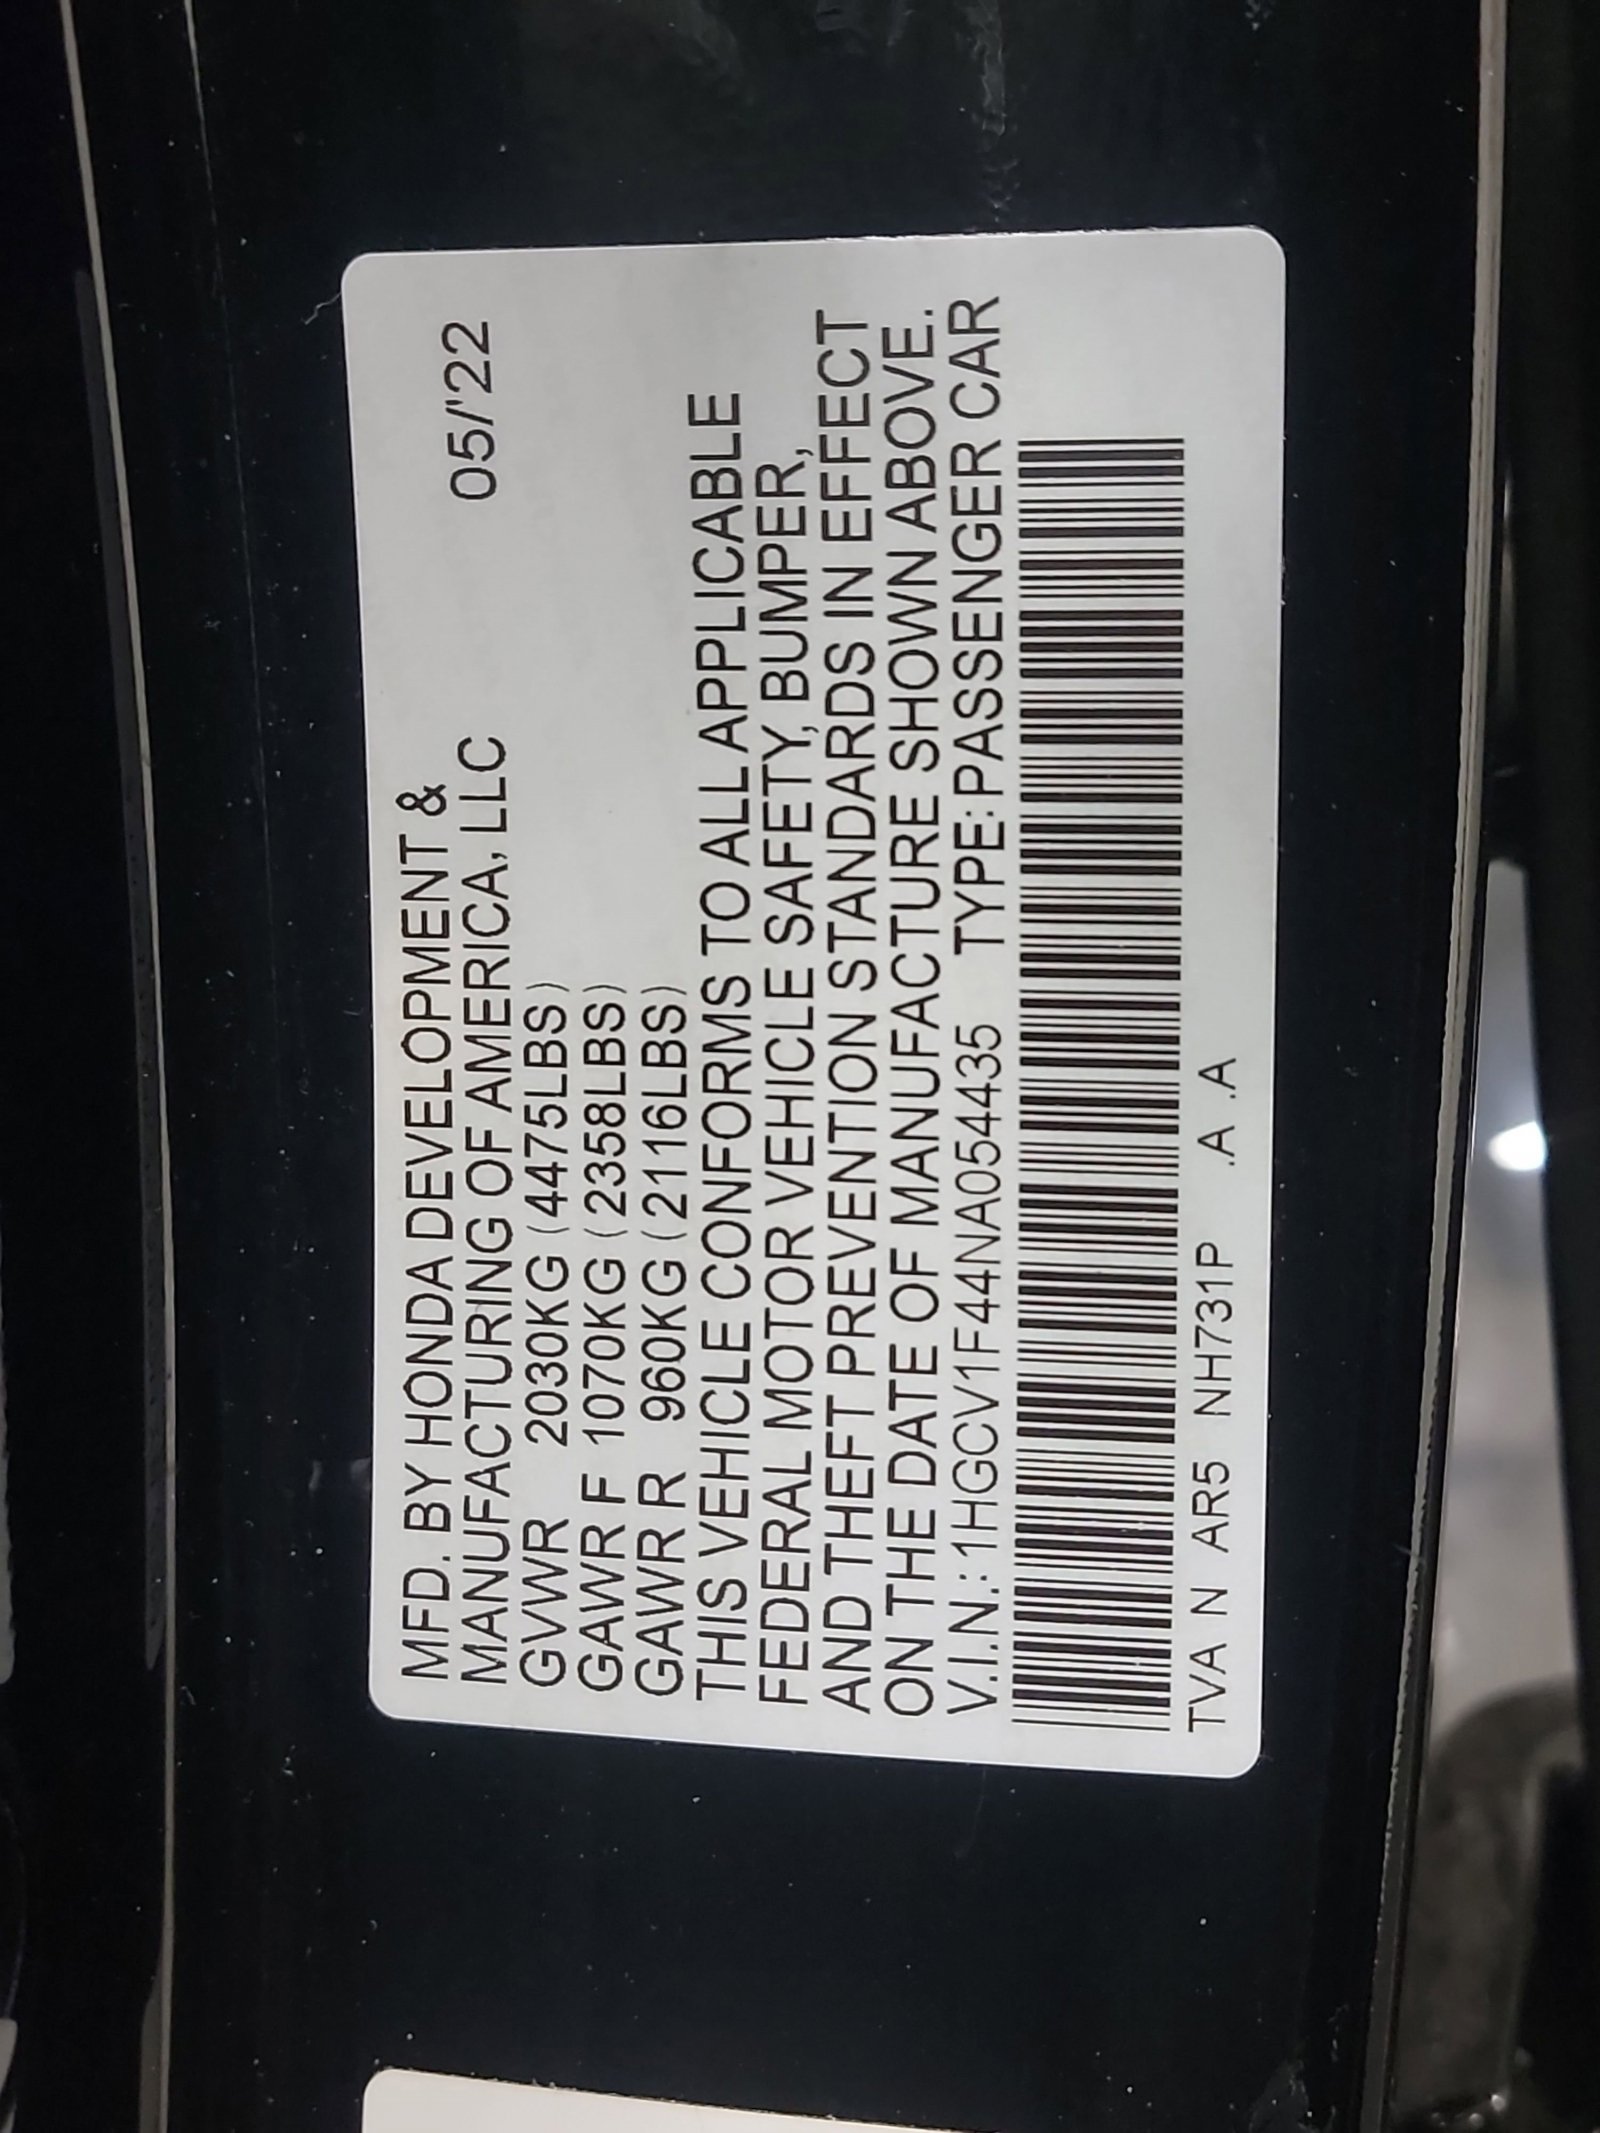 MFD. BY HONDA DEVELOPMENT &
MANUFACTURING OF AMERICA, LLC 05/'22
GVWR 2030KG (4475LBS)
GAWR F 1070KG (2358LBS)
GAWR R 960KG (2116LBS)
THIS VEHICLE CONFORMS TO ALL APPLICABLE
FEDERAL MOTOR VEHICLE SAFETY, BUMPER,
AND THEFT PREVENTION STANDARDS IN EFFECT
ON THE DATE OF MANUFACTURE SHOWN ABOVE.
V.I.N.: 1HGCV1F44NA054435 TYPE: PASSENGER CAR
TVA N AR5 NH731P .A .A